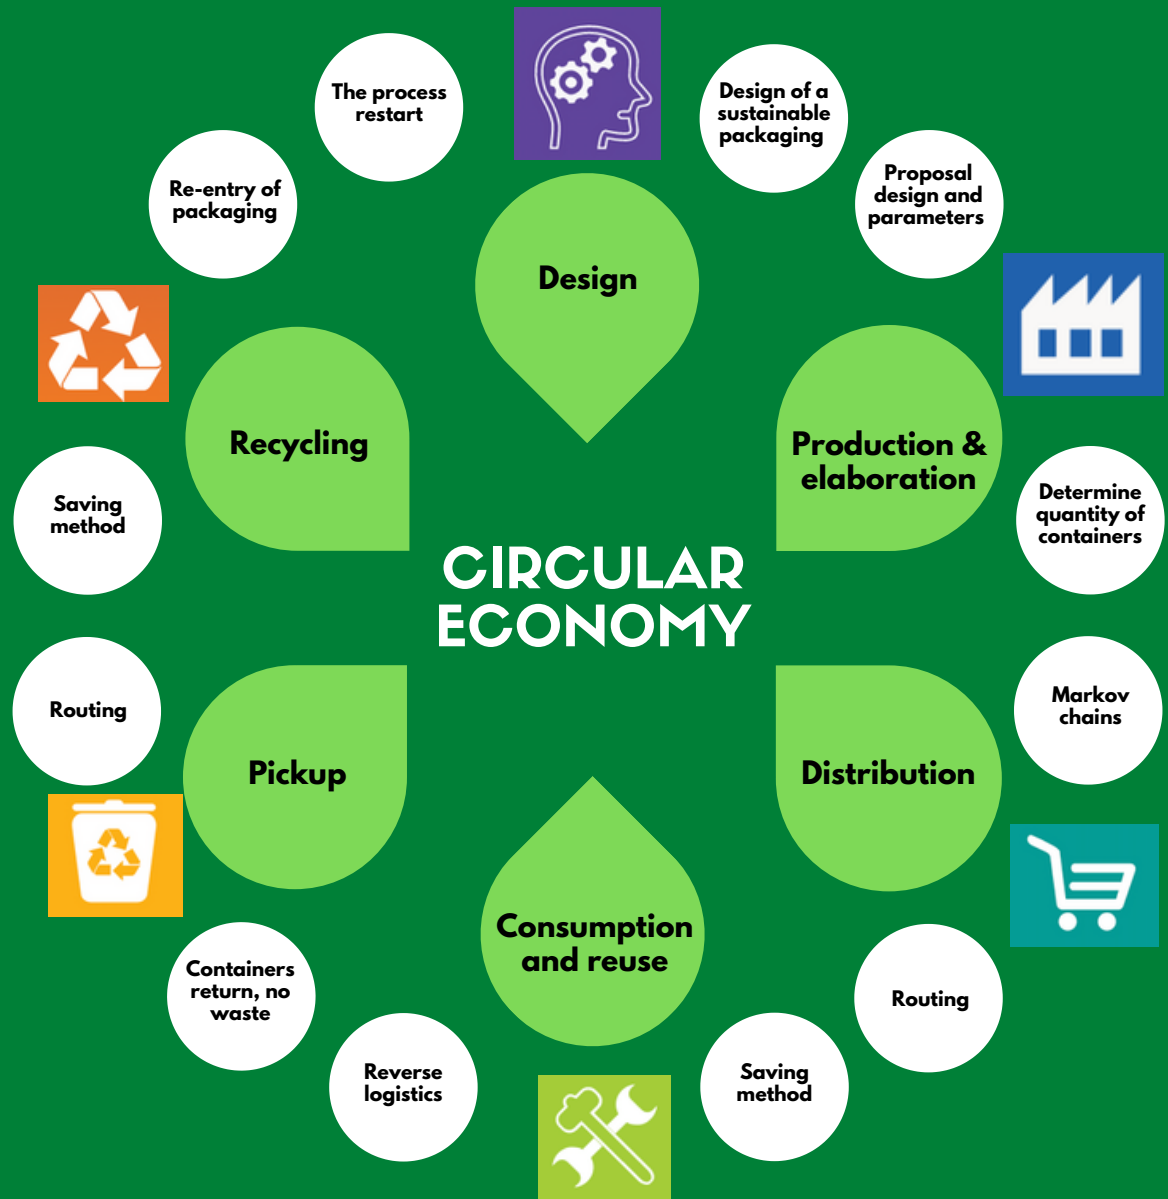 The process
restart
Design of a
sustainable
packaging
Re-entry of
packaging
Proposal
design and
parameters
Design
Recycling
Production &
elaboration
Saving
method
Determine
quantity of
containers
CIRCULAR
ECONOMY
Routing
Markov
chains
Pickup
Distribution
Consumption
and reuse
Containers
return, no
waste
Routing
Reverse
logistics
Saving
method